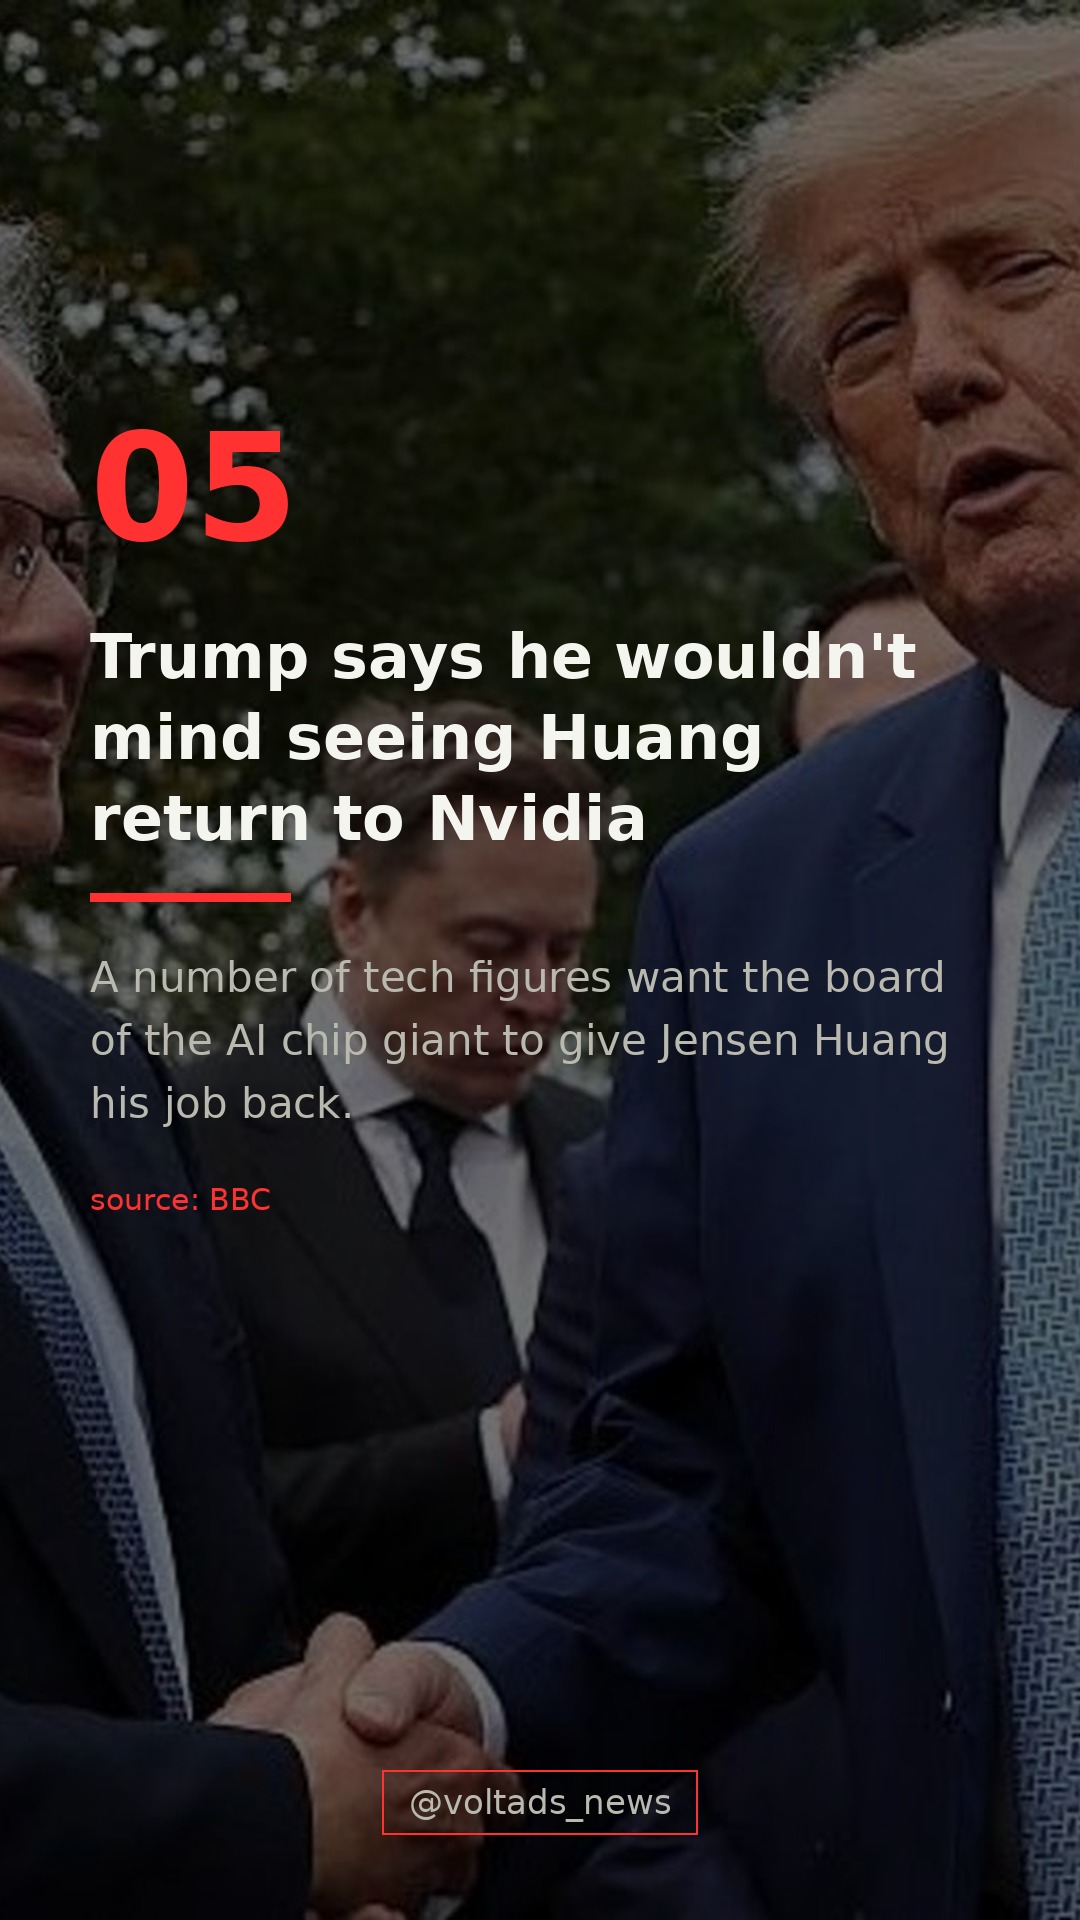 05
Trump says he wouldn't
mind seeing Huang
return to Nvidia
A number of tech figures want the board
of the AI chip giant to give Jensen Huang
his job back.
source: BBC
@voltads_news